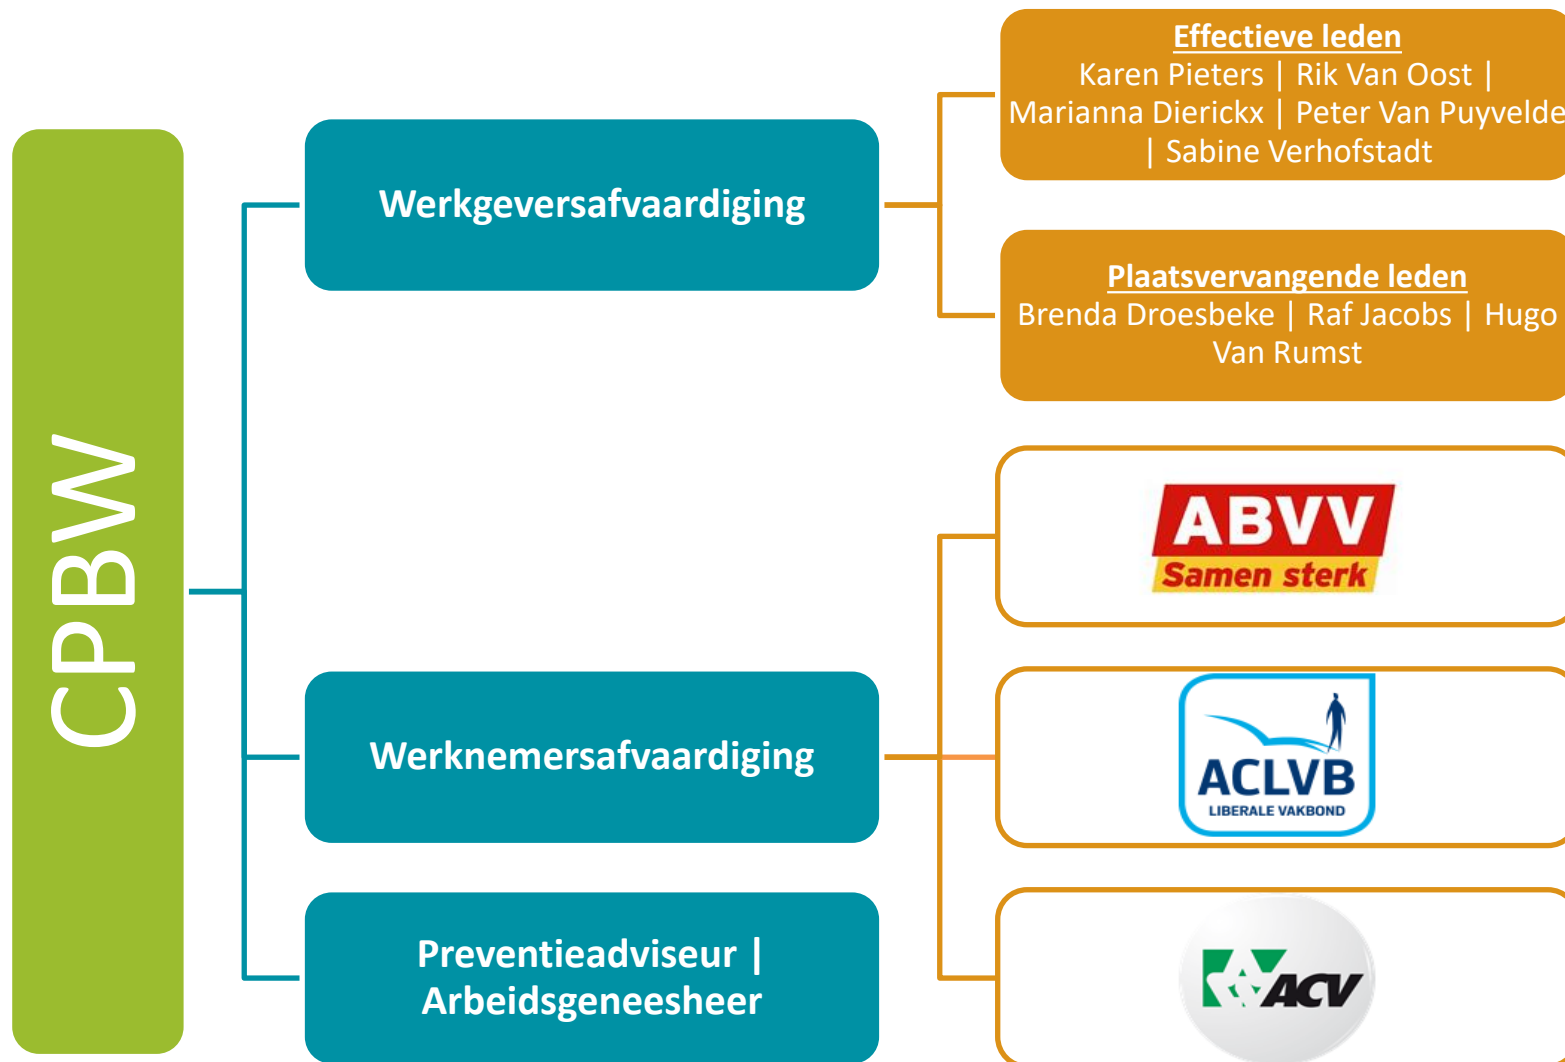 CPBW
Werkgeversafvaardiging
Effectieve leden
Karen Pieters | Rik Van Oost |
Marianna Dierickx | Peter Van Puyvelde
| Sabine Verhofstadt
Plaatsvervangende leden
Brenda Droesbeke | Raf Jacobs | Hugo
Van Rumst
Werknemersafvaardiging
ABVV
Samen sterk
ACLVB
LIBERALE VAKBOND
ACV
Preventieadviseur |
Arbeidsgeneesheer